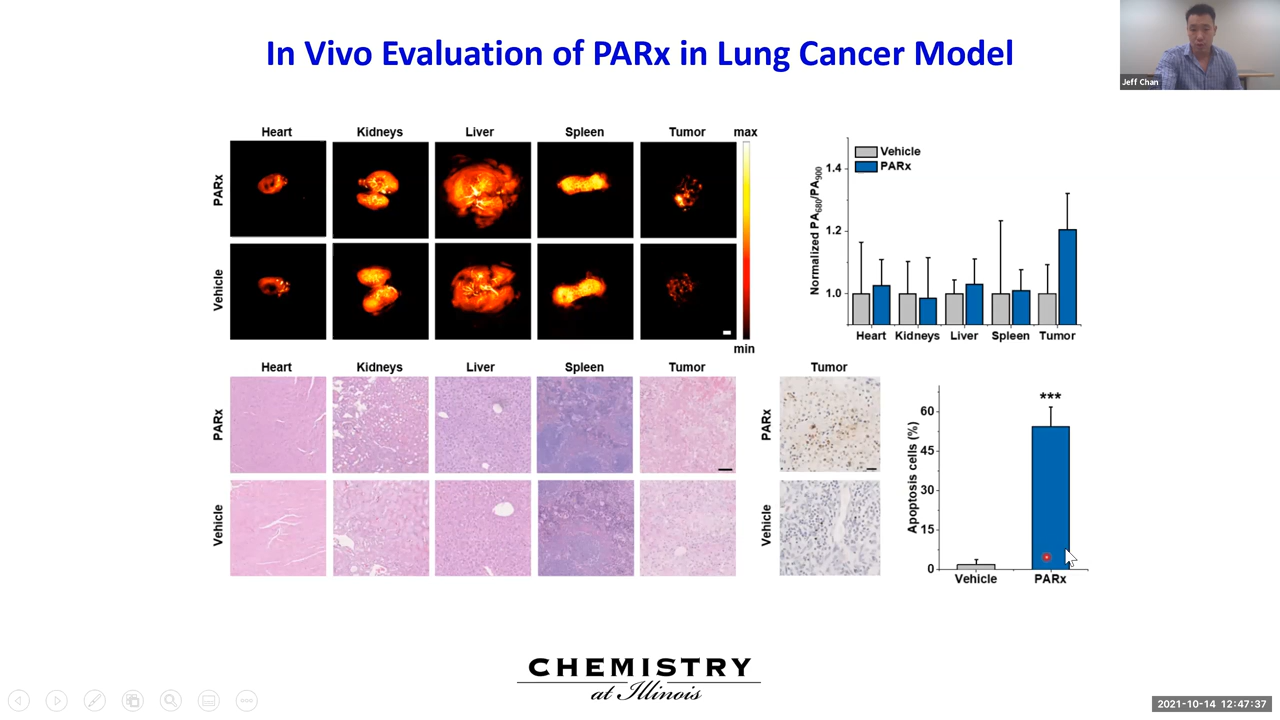 In Vivo Evaluation of PARx in Lung Cancer Model
Jeff Chan
Heart Kidneys Liver Spleen Tumor max
PARx
Vehicle
min
Vehicle
PARx
Normalized PA680/PA900
1.4
1.2
1.0
Heart Kidneys Liver Spleen Tumor
Heart Kidneys Liver Spleen Tumor
PARx
Vehicle
Tumor
PARx
Vehicle
***
Apoptosis cells (%)
60
45
30
15
0
Vehicle PARx
CHEMISTRY
at Illinois
2021-10-14 12:47:37